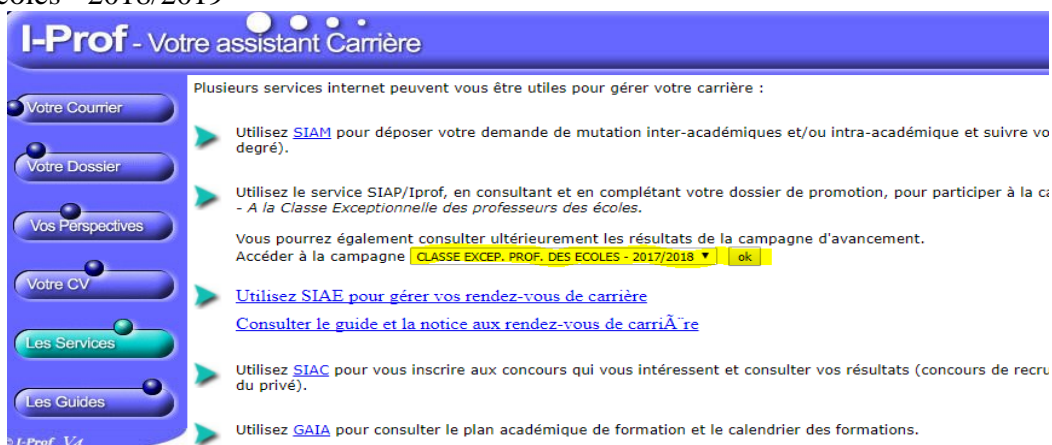 coles - 2018/2019
I-Prof - Votre assistant Carrière
Votre Courrier
Votre Dossier
Vos Perspectives
Votre CV
Les Services
Les Guides
© I-Prof V4
Plusieurs services internet peuvent vous être utiles pour gérer votre carrière :
Utilisez SIAM pour déposer votre demande de mutation inter-académiques et/ou intra-académique et suivre vo
degré).
Utilisez le service SIAP/Iprof, en consultant et en complétant votre dossier de promotion, pour participer à la ca
- A la Classe Exceptionnelle des professeurs des écoles.
Vous pourrez également consulter ultérieurement les résultats de la campagne d'avancement.
Accéder à la campagne CLASSE EXCEP. PROF. DES ECOLES - 2017/2018 ▼ ok
Utilisez SIAE pour gérer vos rendez-vous de carrière
Consulter le guide et la notice aux rendez-vous de carriÃ¨re
Utilisez SIAC pour vous inscrire aux concours qui vous intéressent et consulter vos résultats (concours de recru
du privé).
Utilisez GAIA pour consulter le plan académique de formation et le calendrier des formations.